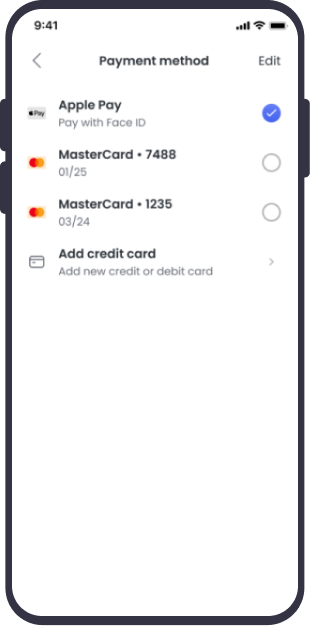 9:41
Payment method
Edit
Apple Pay
Pay with Face ID
Pay
MasterCard • 7488
01/25
MasterCard • 1235
03/24
Add credit card
Add new credit or debit card